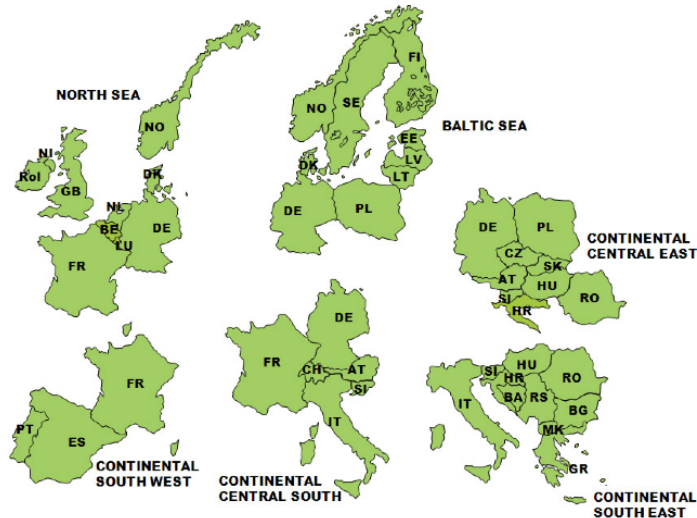 NORTH SEA
NO
NI
RoI
GB
DK
NL
BE
LU
DE
FR
NO
SE
FI
BALTIC SEA
EE
LV
LT
DK
DE
PL
DE
PL
CZ
SK
AT
HU
SI
HR
RO
CONTINENTAL
CENTRAL EAST
FR
PT
ES
CONTINENTAL
SOUTH WEST
DE
FR
CH
AT
SI
IT
CONTINENTAL
CENTRAL SOUTH
IT
SI
HU
HR
RO
BA
RS
BG
MK
GR
CONTINENTAL
SOUTH EAST